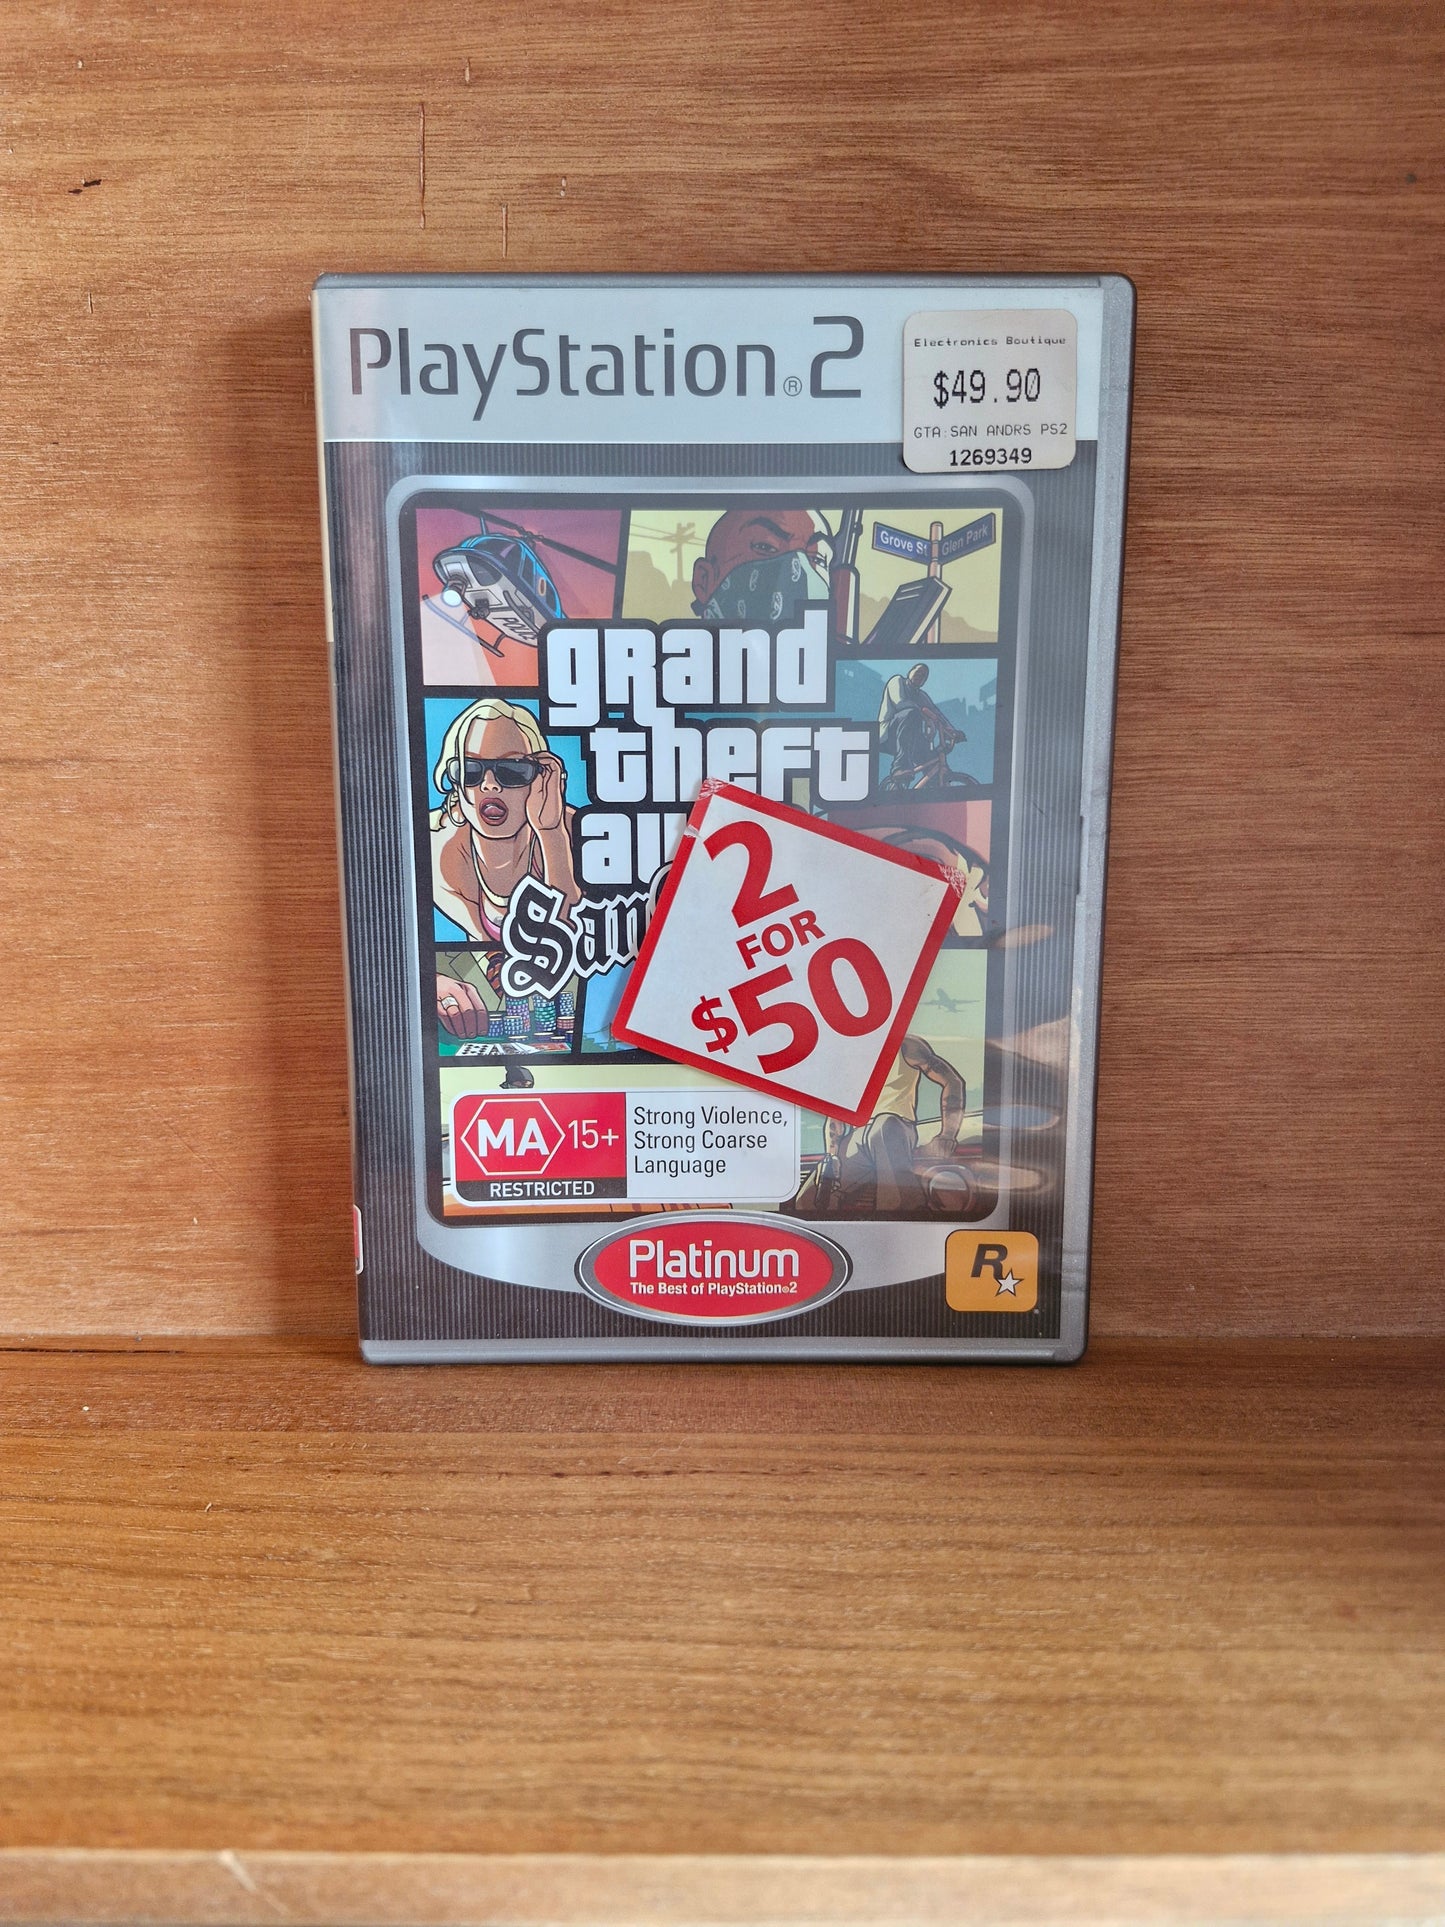 PlayStation®2
Electronics Boutique
$49.90
GTA:SAN ANDRS PS2
1269349
Grove St
Glen Park
grand
theft
San
2
FOR
$50
MA 15+
RESTRICTED
Strong Violence,
Strong Coarse
Language
Platinum
The Best of PlayStation®2
R